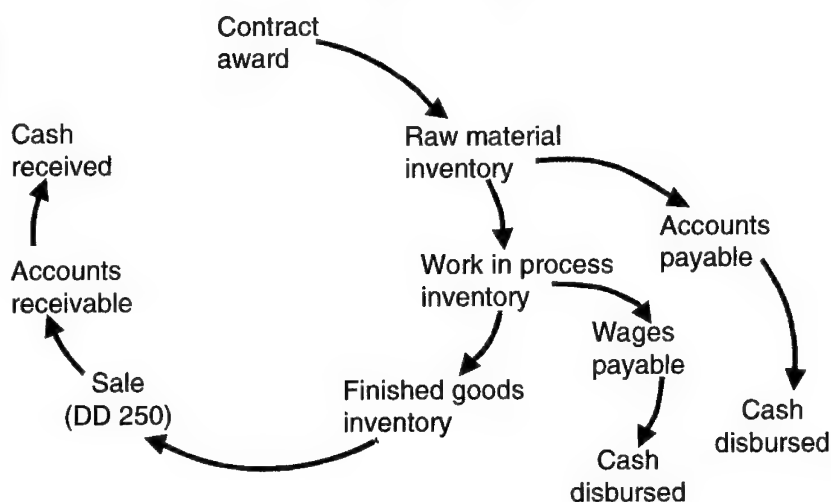 Contract
award
Cash
received
Raw material
inventory
Accounts
payable
Accounts
receivable
Work in process
inventory
Wages
payable
Sale
(DD 250)
Finished goods
inventory
Cash
disbursed
Cash
disbursed